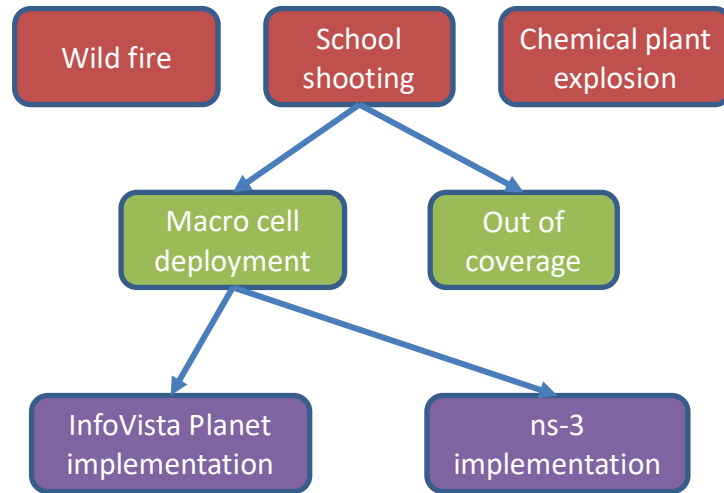 Wild fire
School
shooting
Chemical plant
explosion
Macro cell
deployment
Out of
coverage
InfoVista Planet
implementation
ns-3
implementation